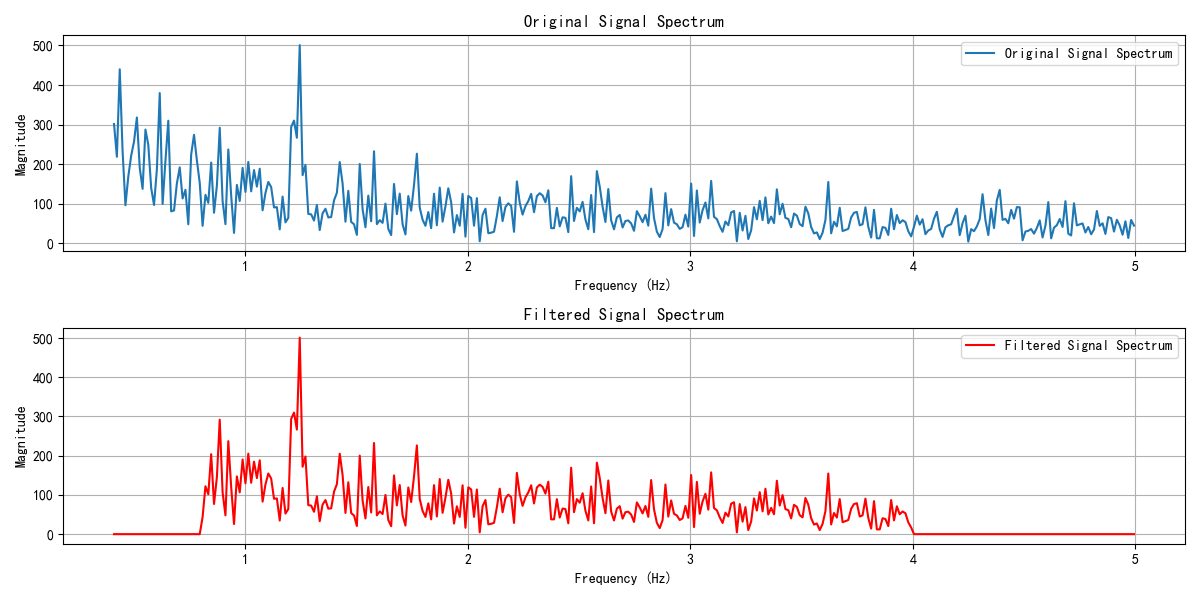 Original Signal Spectrum
500
400
300
200
100
0
Magnitude
Original Signal Spectrum
1
2
3
4
5
Frequency (Hz)
Filtered Signal Spectrum
500
400
300
200
100
0
Magnitude
Filtered Signal Spectrum
1
2
3
4
5
Frequency (Hz)